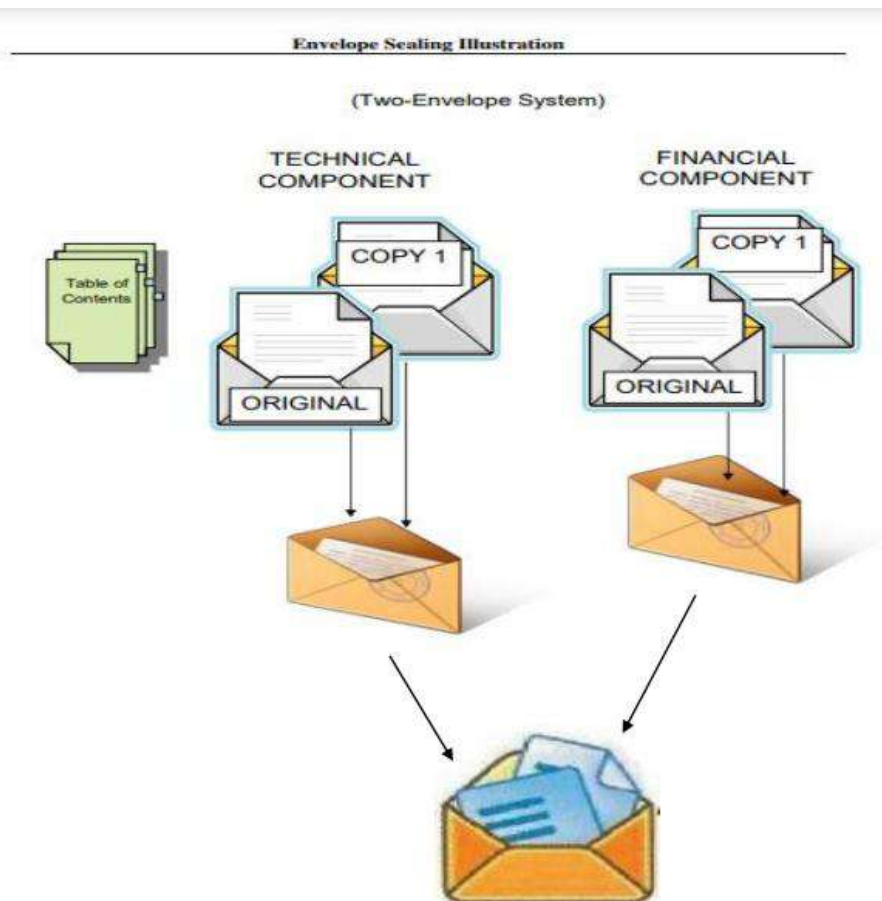 Envelope Sealing Illustration
(Two-Envelope System)
TECHNICAL
COMPONENT
FINANCIAL
COMPONENT
Table of
Contents
COPY 1
ORIGINAL
COPY 1
ORIGINAL